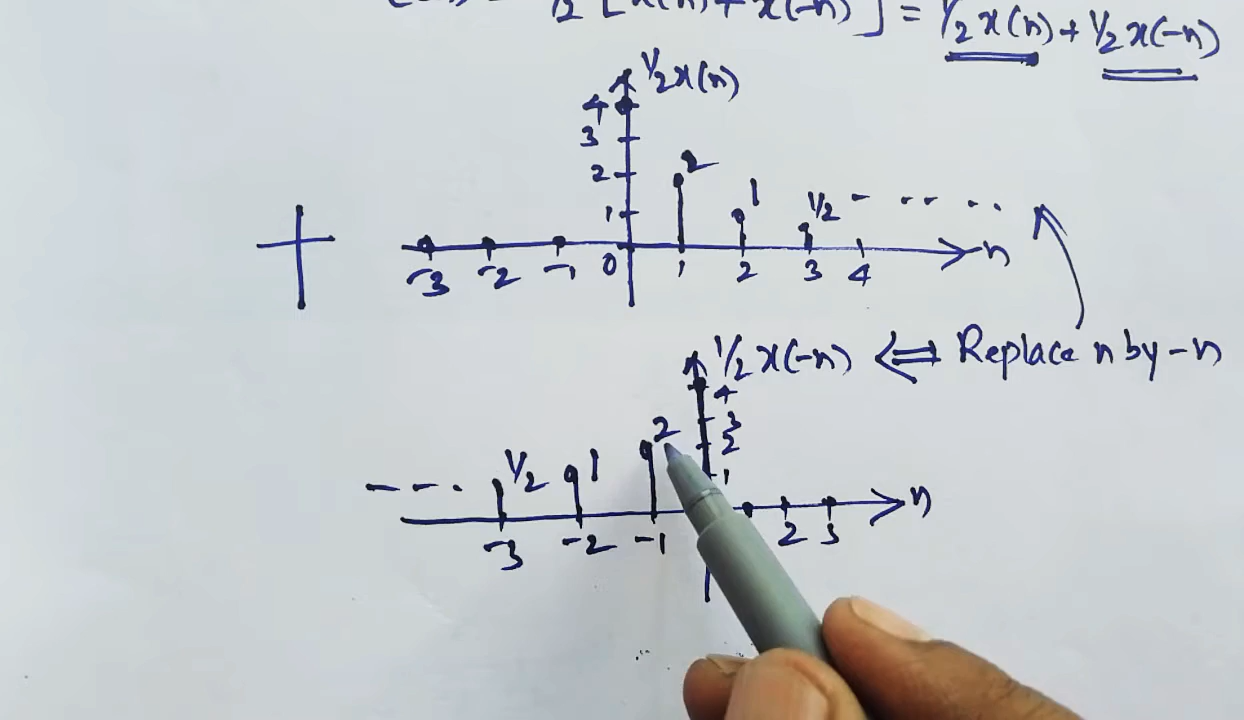 ½ [x(n) + x(-n)] = ½ x(n) + ½ x(-n)
½ x(n)
4
3
2
1
2 1 ½ - - - - - -
-3 -2 -1 0 1 2 3 4 n
½ x(-n) <=> Replace n by -n
4
3
2
1
- - - ½ 1 2
-3 -2 -1 2 3 n